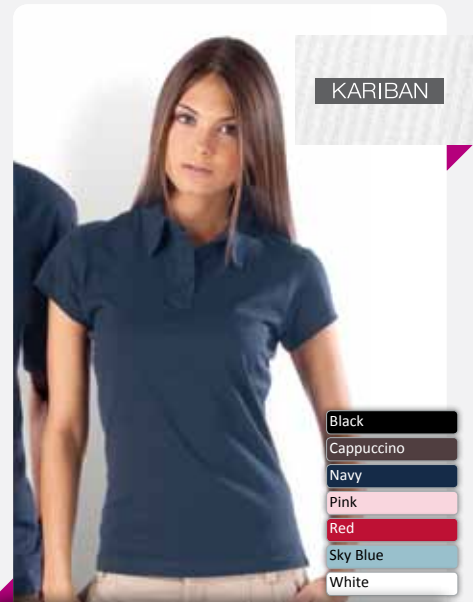 KARIBAN
Black
Cappuccino
Navy
Pink
Red
Sky Blue
White